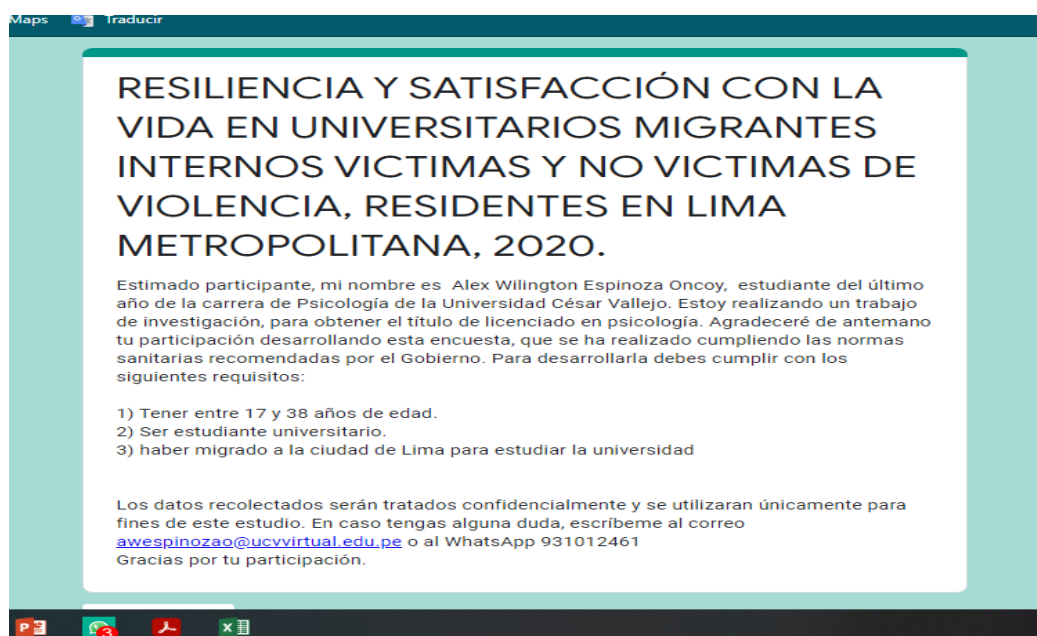 Maps Traducir
RESILIENCIA Y SATISFACCIÓN CON LA
VIDA EN UNIVERSITARIOS MIGRANTES
INTERNOS VICTIMAS Y NO VICTIMAS DE
VIOLENCIA, RESIDENTES EN LIMA
METROPOLITANA, 2020.
Estimado participante, mi nombre es Alex Wilington Espinoza Oncoy, estudiante del último
año de la carrera de Psicología de la Universidad César Vallejo. Estoy realizando un trabajo
de investigación, para obtener el título de licenciado en psicología. Agradeceré de antemano
tu participación desarrollando esta encuesta, que se ha realizado cumpliendo las normas
sanitarias recomendadas por el Gobierno. Para desarrollarla debes cumplir con los
siguientes requisitos:
1) Tener entre 17 y 38 años de edad.
2) Ser estudiante universitario.
3) haber migrado a la ciudad de Lima para estudiar la universidad
Los datos recolectados serán tratados confidencialmente y se utilizaran únicamente para
fines de este estudio. En caso tengas alguna duda, escríbeme al correo
awespinozao@ucvvirtual.edu.pe o al WhatsApp 931012461
Gracias por tu participación.
3